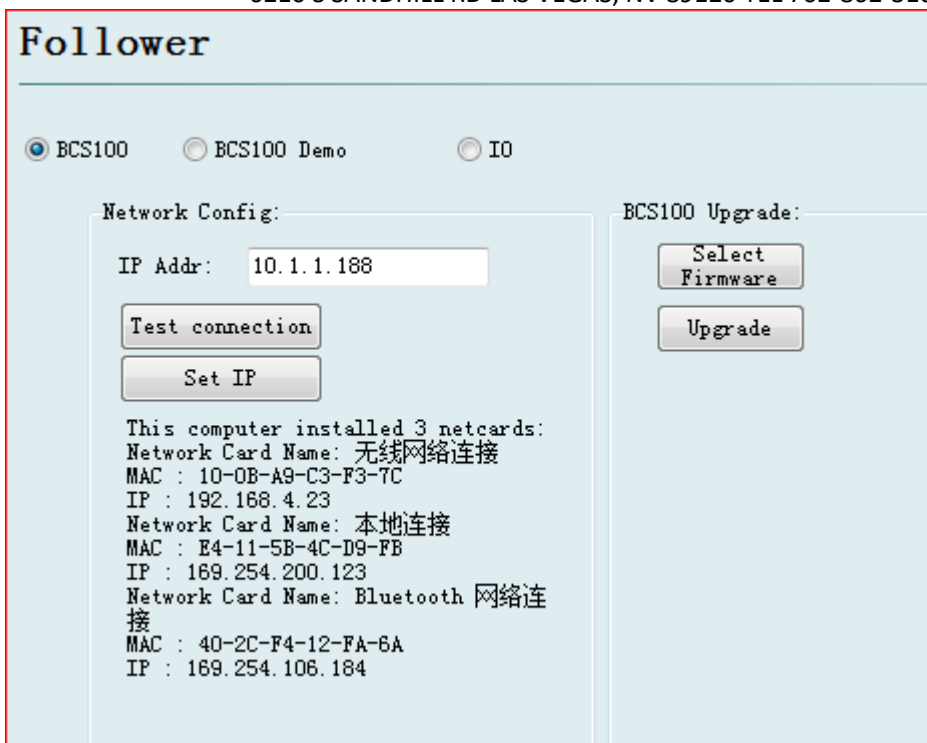 Follower
BCS100 BCS100 Demo IO
Network Config:
IP Addr: 10.1.1.188
Test connection
Set IP
This computer installed 3 netcards:
Network Card Name: 无线网络连接
MAC : 10-0B-A9-C3-F3-7C
IP : 192.168.4.23
Network Card Name: 本地连接
MAC : E4-11-5B-4C-D9-FB
IP : 169.254.200.123
Network Card Name: Bluetooth 网络连
接
MAC : 40-2C-F4-12-FA-6A
IP : 169.254.106.184
BCS100 Upgrade:
Select
Firmware
Upgrade